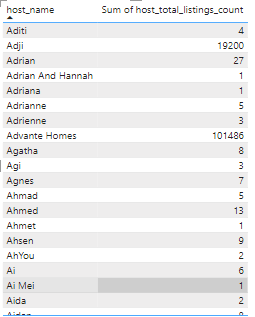 host_name Sum of host_total_listings_count
Aditi 4
Adji 19200
Adrian 27
Adrian And Hannah 1
Adriana 1
Adrianne 5
Adrienne 3
Advante Homes 101486
Agatha 8
Agi 3
Agnes 7
Ahmad 5
Ahmed 13
Ahmet 1
Ahsen 9
AhYou 2
Ai 6
Ai Mei 1
Aida 2